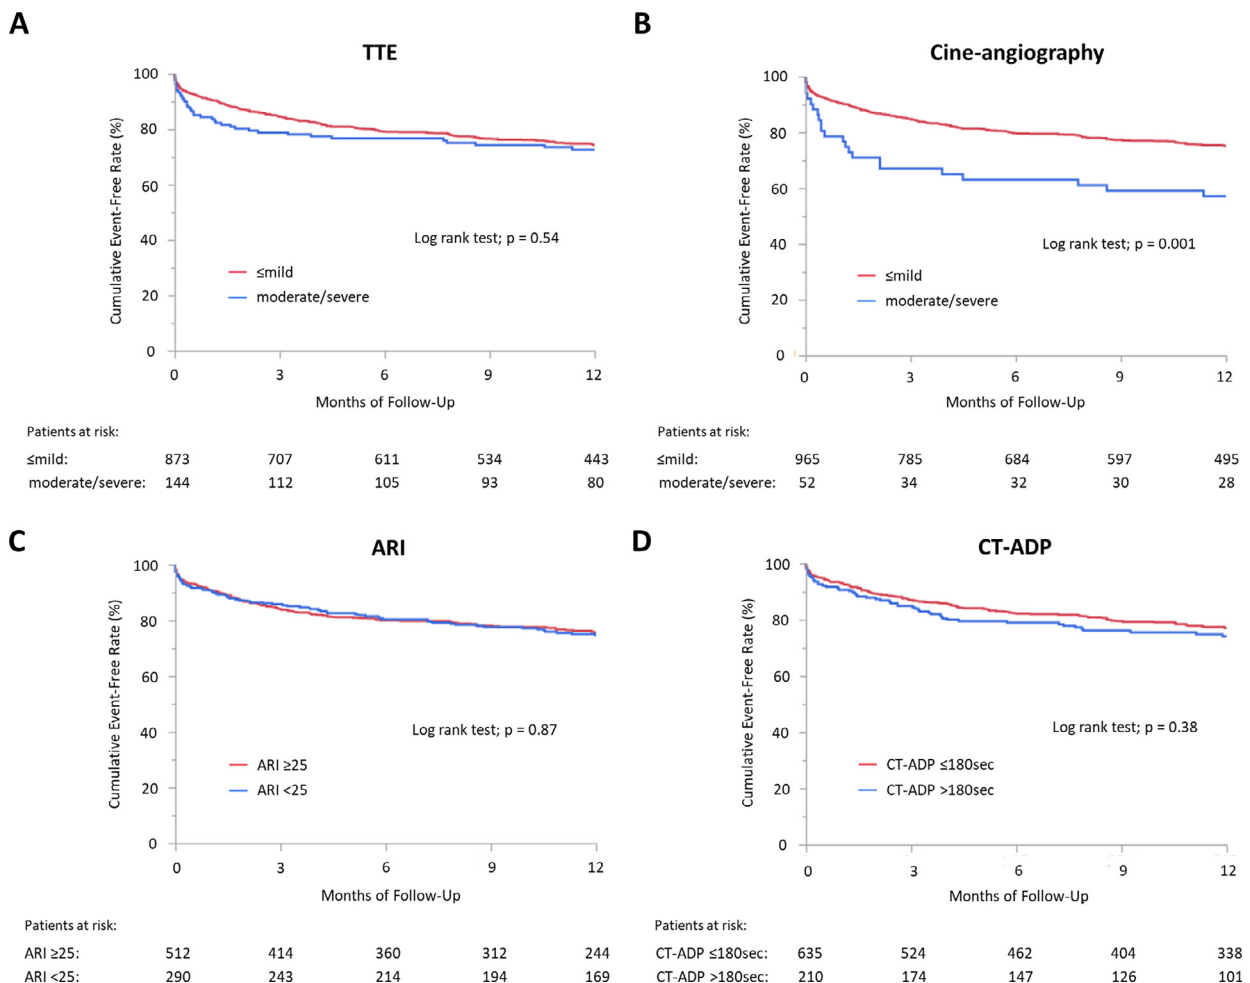 A
TTE
Cumulative Event-Free Rate (%)
100
80
60
40
20
0
Log rank test; p = 0.54
≤mild
moderate/severe
0 3 6 9 12
Months of Follow-Up
Patients at risk:
≤mild: 873 707 611 534 443
moderate/severe: 144 112 105 93 80
B
Cine-angiography
Cumulative Event-Free Rate (%)
100
80
60
40
20
0
Log rank test; p = 0.001
≤mild
moderate/severe
0 3 6 9 12
Months of Follow-Up
Patients at risk:
≤mild: 965 785 684 597 495
moderate/severe: 52 34 32 30 28
C
ARI
Cumulative Event-Free Rate (%)
100
80
60
40
20
0
Log rank test; p = 0.87
ARI ≥25
ARI <25
0 3 6 9 12
Months of Follow-Up
Patients at risk:
ARI ≥25: 512 414 360 312 244
ARI <25: 290 243 214 194 169
D
CT-ADP
Cumulative Event-Free Rate (%)
100
80
60
40
20
0
Log rank test; p = 0.38
CT-ADP ≤180sec
CT-ADP >180sec
0 3 6 9 12
Months of Follow-Up
Patients at risk:
CT-ADP ≤180sec: 635 524 462 404 338
CT-ADP >180sec: 210 174 147 126 101